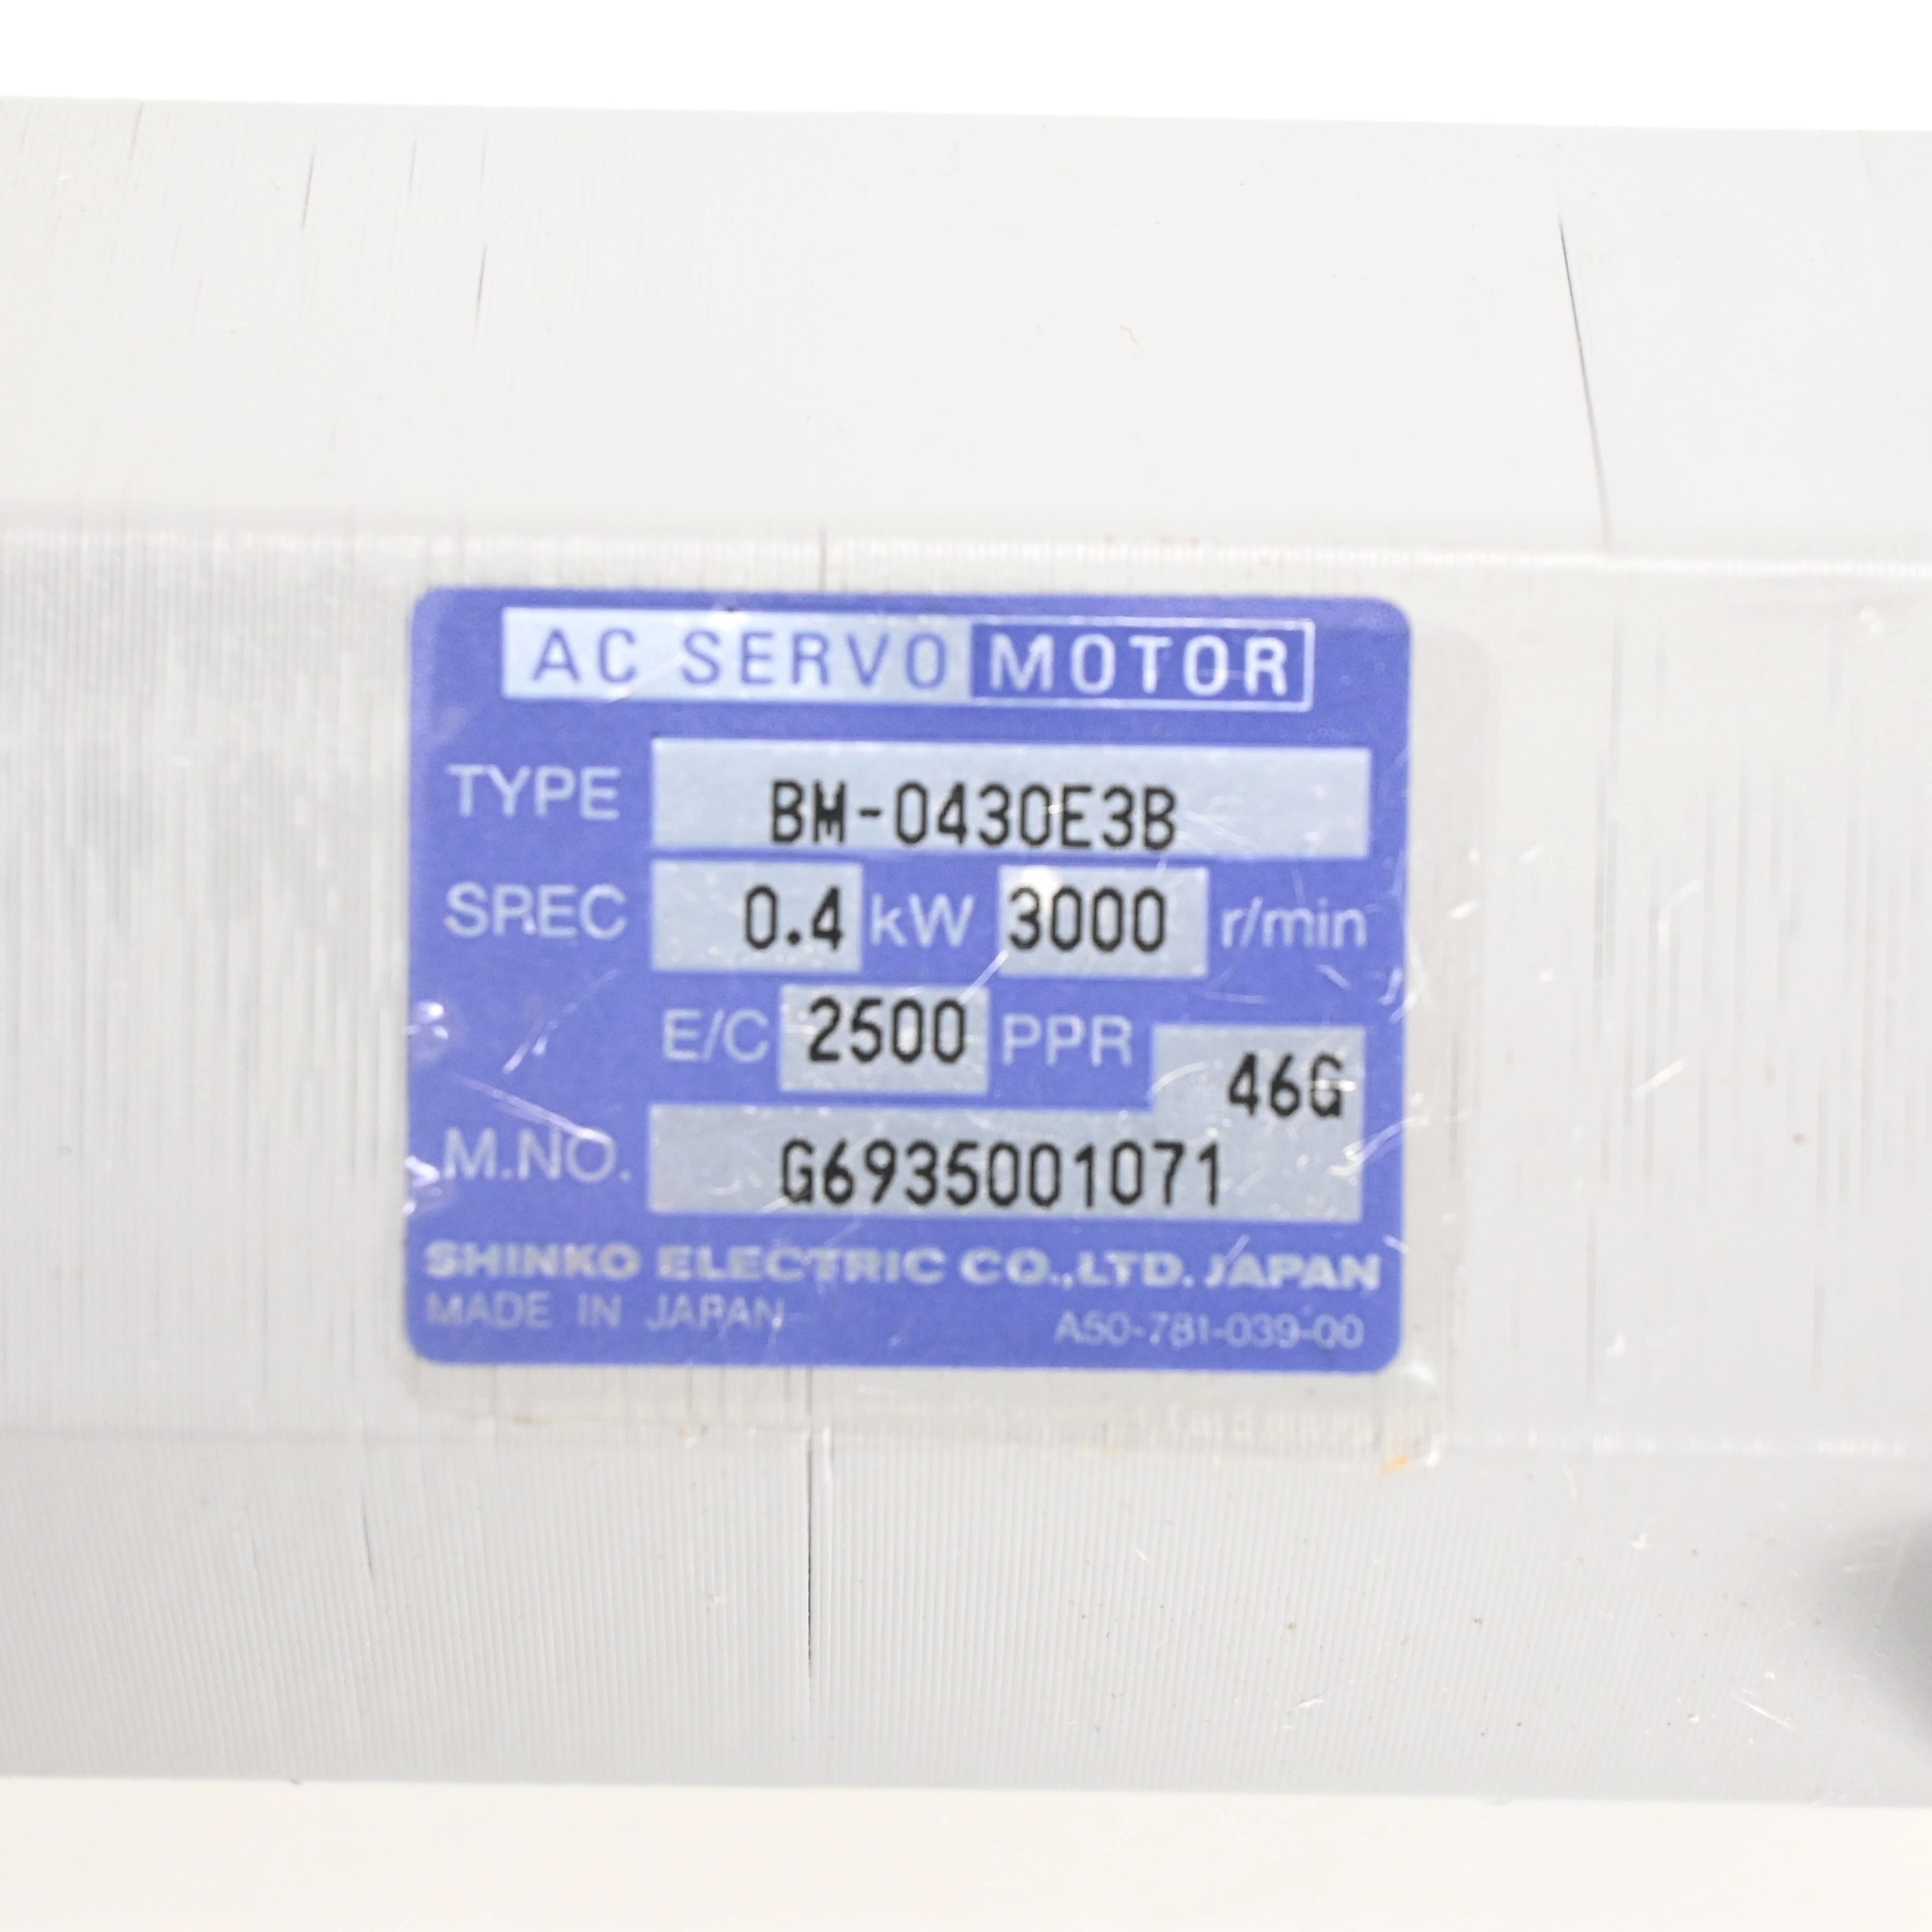 AC SERVO MOTOR
TYPE BM-0430E3B
SPEC 0.4 kW 3000 r/min
E/C 2500 PPR 46G
M.NO. G6935001071
SHINKO ELECTRIC CO.,LTD. JAPAN
MADE IN JAPAN A50-781-039-00